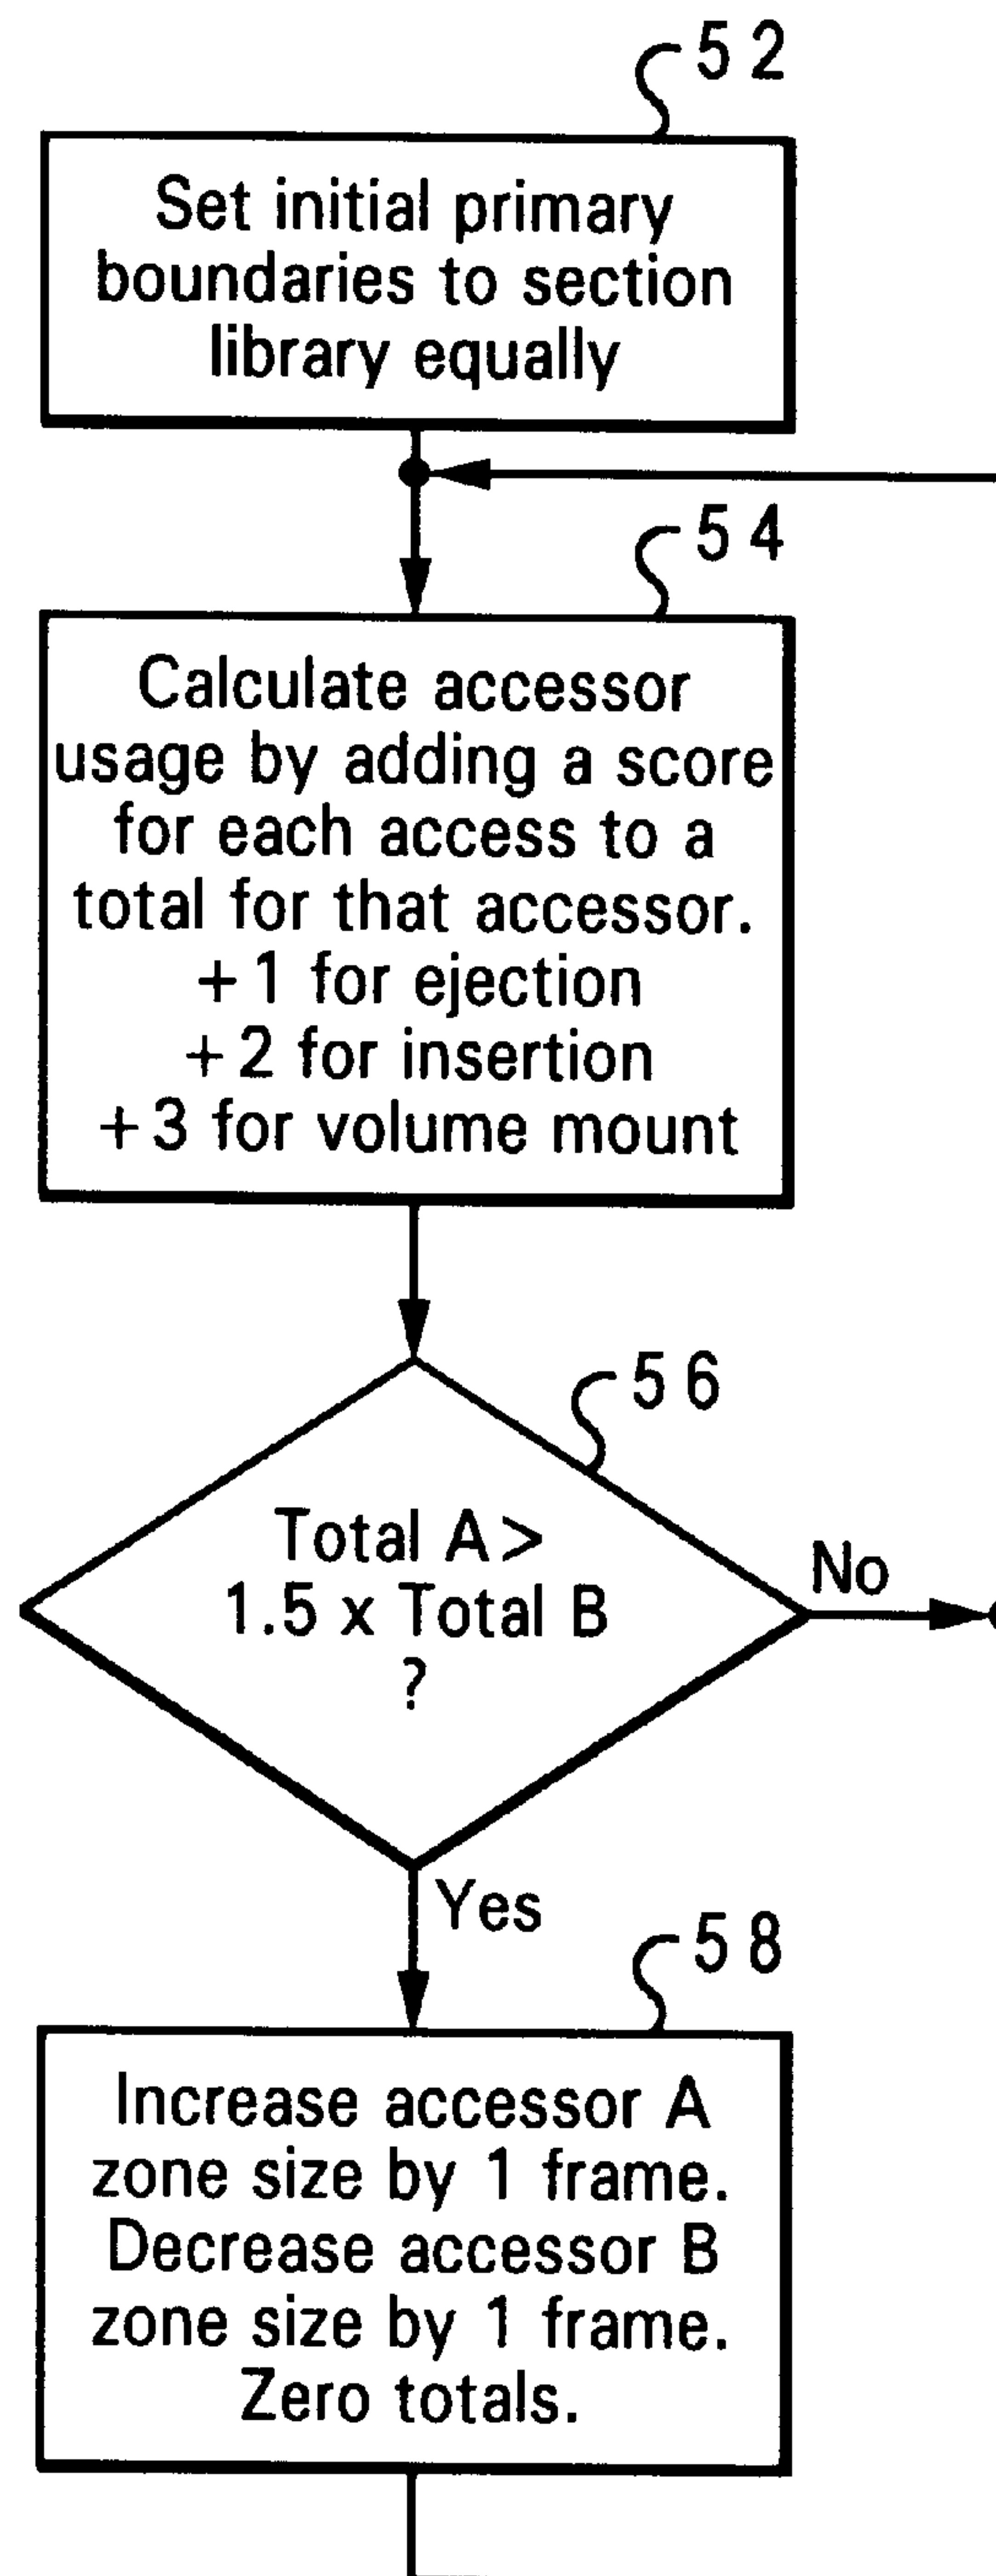 52
Set initial primary
boundaries to section
library equally
54
Calculate accessor
usage by adding a score
for each access to a
total for that accessor.
+1 for ejection
+2 for insertion
+3 for volume mount
56
Total A>
1.5 x Total B
?
No
Yes
58
Increase accessor A
zone size by 1 frame.
Decrease accessor B
zone size by 1 frame.
Zero totals.